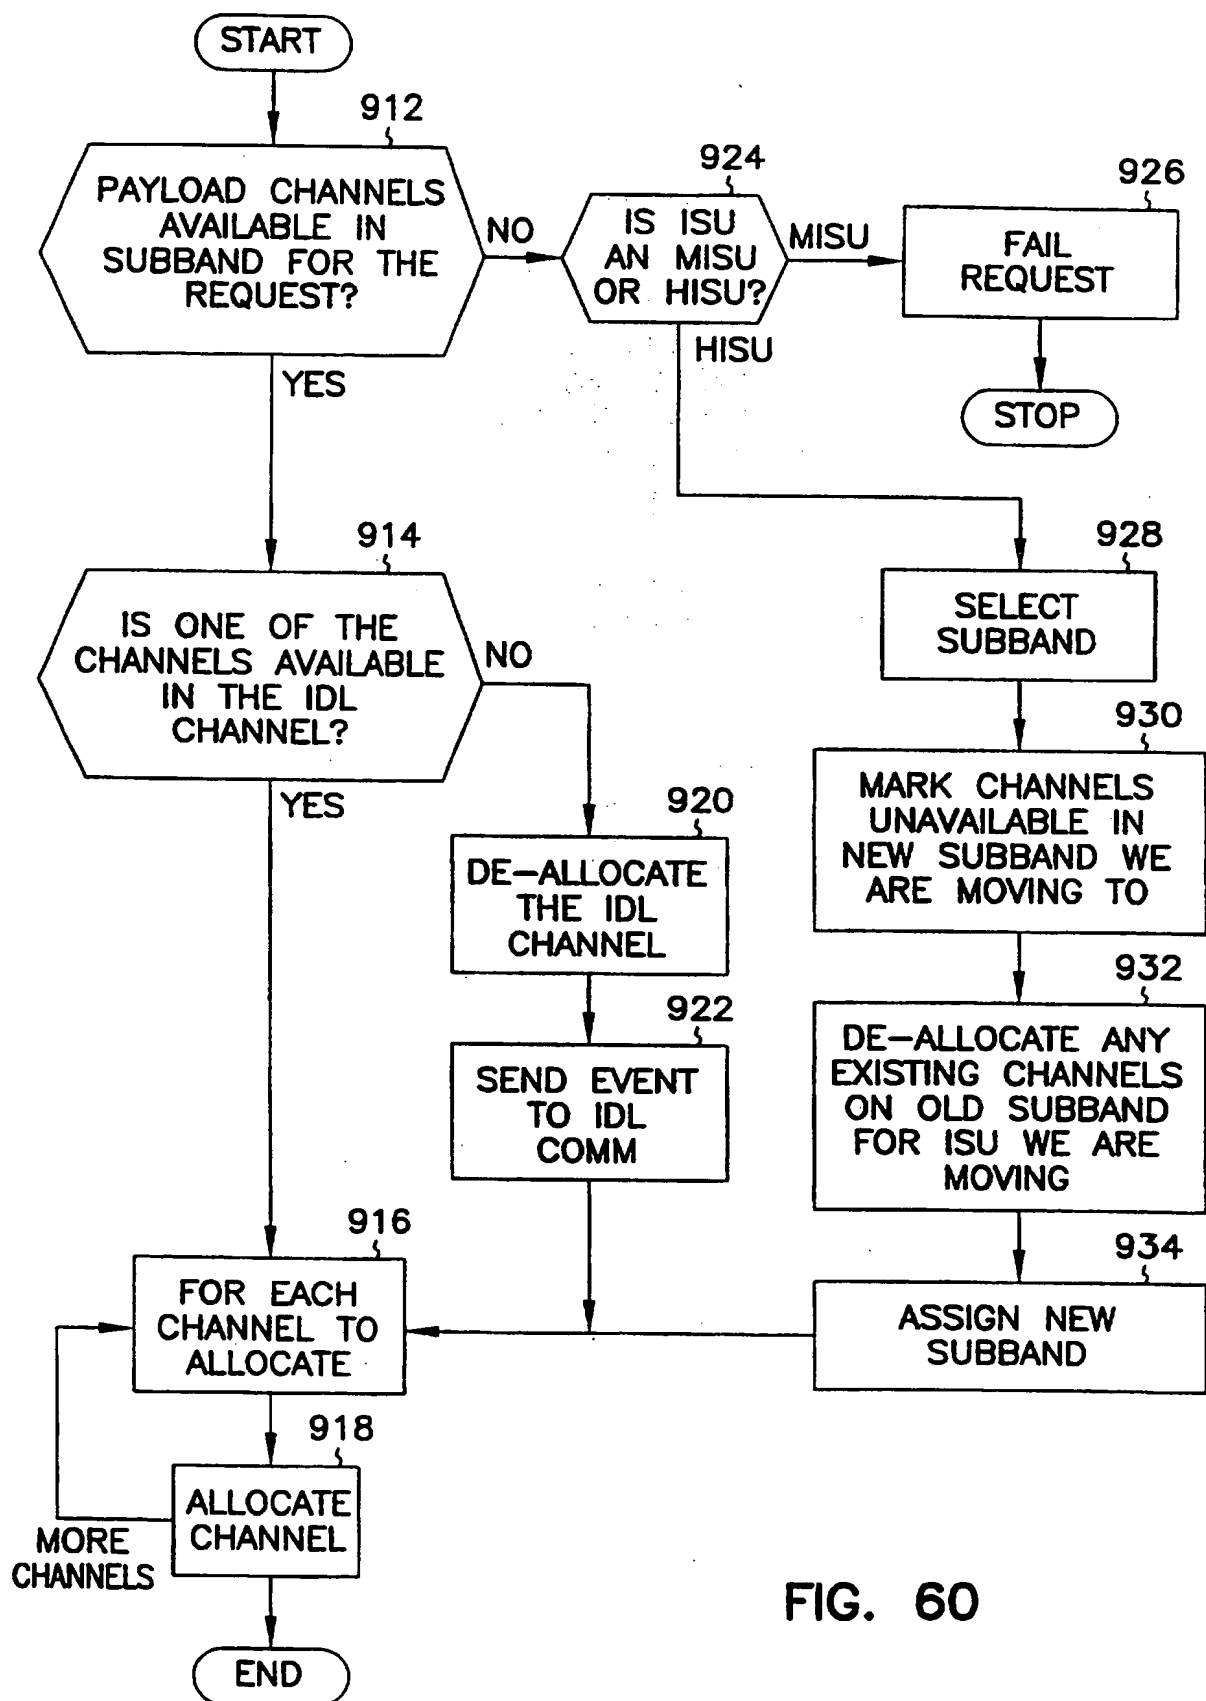 START
912
PAYLOAD CHANNELS
AVAILABLE IN
SUBBAND FOR THE
REQUEST?
NO
YES
924
IS ISU
AN MISU
OR HISU?
MISU
HISU
926
FAIL
REQUEST
STOP
914
IS ONE OF THE
CHANNELS AVAILABLE
IN THE IDL
CHANNEL?
NO
YES
928
SELECT
SUBBAND
930
MARK CHANNELS
UNAVAILABLE IN
NEW SUBBAND WE
ARE MOVING TO
920
DE-ALLOCATE
THE IDL
CHANNEL
932
DE-ALLOCATE ANY
EXISTING CHANNELS
ON OLD SUBBAND
FOR ISU WE ARE
MOVING
922
SEND EVENT
TO IDL
COMM
916
FOR EACH
CHANNEL TO
ALLOCATE
934
ASSIGN NEW
SUBBAND
918
ALLOCATE
CHANNEL
MORE
CHANNELS
END
FIG. 60